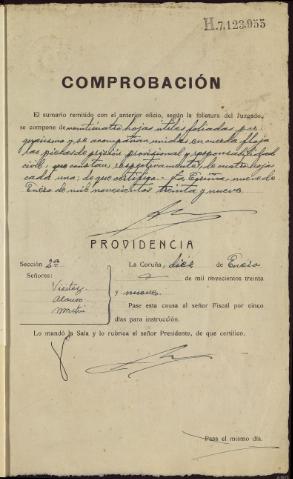 H.7.123.955
COMPROBACIÓN
El sumario remitido con el anterior oficio, según la foliatura del Juzgado,
se compone de veinticuatro hojas útiles foliadas por
y se acompañan unidas en cuerda floja
las piezas de prisión provisional y responsabilidad
civil, que constan respectivamente, de cuatro hojas
cada una; de que certifico.- La Coruña, nueve de
Enero de mil novecientos treinta y nueve.
PROVIDENCIA
Sección 2ª
La Coruña, diez de Enero
Señores:
de mil novecientos treinta
y nueve.
Alonso
Pase esta causa al señor Fiscal por cinco
días para instrucción.
Lo mandó la Sala y lo rubrica el señor Presidente, de que certifico.
Pasa el mismo día.